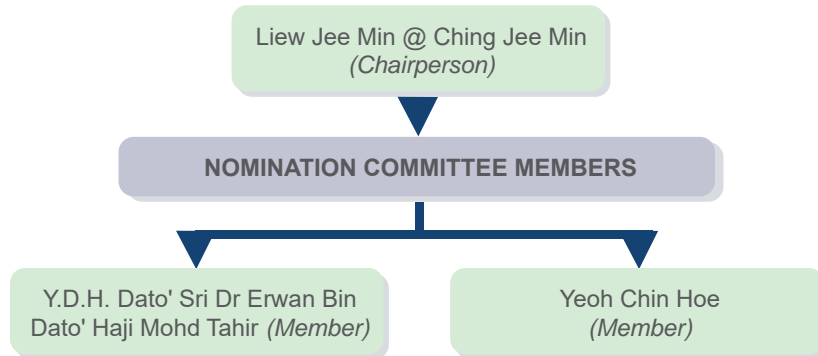 Liew Jee Min @ Ching Jee Min
(Chairperson)
NOMINATION COMMITTEE MEMBERS
Y.D.H. Dato' Sri Dr Erwan Bin
Dato' Haji Mohd Tahir (Member)
Yeoh Chin Hoe
(Member)